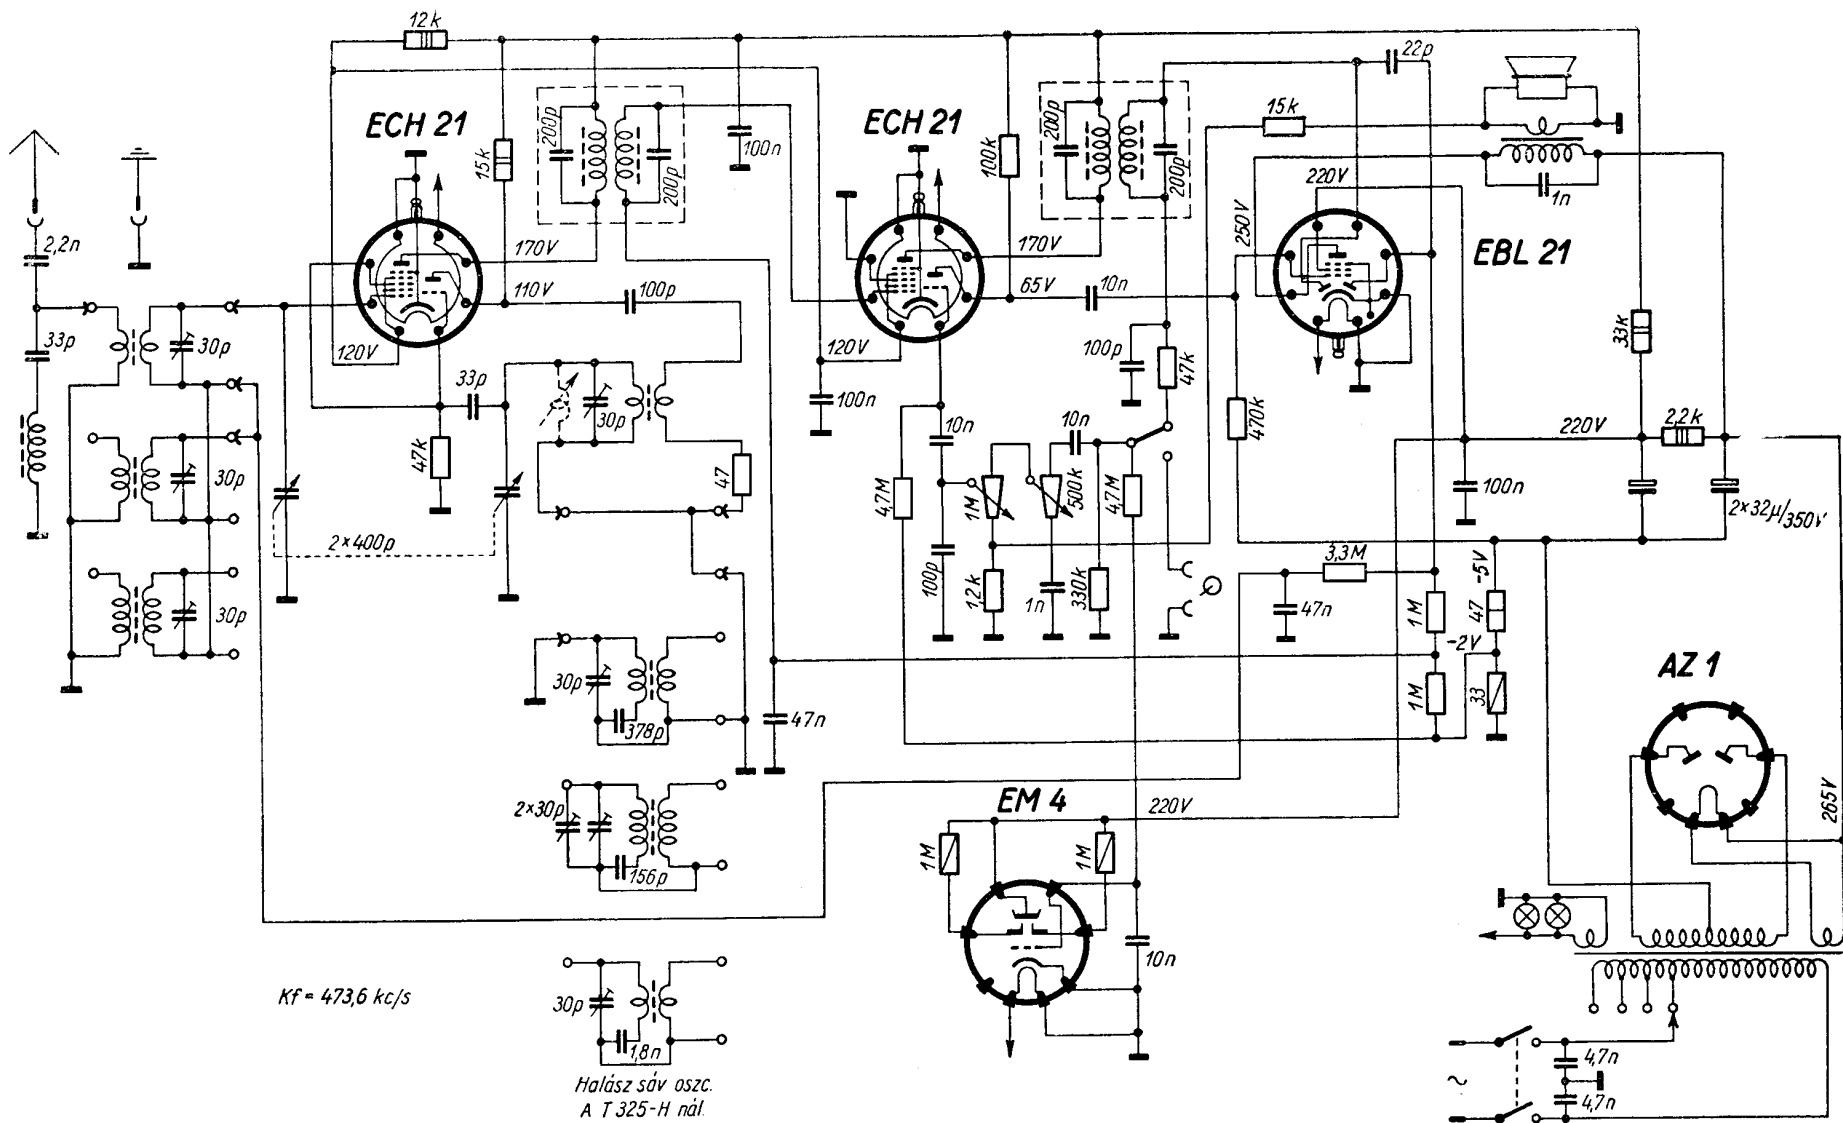 12k
22p
ECH 21
ECH 21
15k
200p
200p
100n
100k
200p
200p
15k
220V
1n
250V
EBL 21
2,2n
170V
170V
110V
100p
65V
10n
33p
30p
120V
120V
100p
47k
33k
33p
30p
100n
470k
2,2k
220V
10n
10n
47k
47
4,7M
1M
500k
4,7M
100n
2×32µ/350V
30p
2×400p
3,3M
-5V
100p
1,2k
1n
330k
47n
1M
47
30p
-2V
AZ 1
30p
378p
47n
1M
33
2×30p
EM 4
220V
265V
156p
1M
1M
30p
10n
Kf = 473,6 kc/s
1,8n
Halász sáv oszc.
A T 325-H nál.
4,7n
~
4,7n